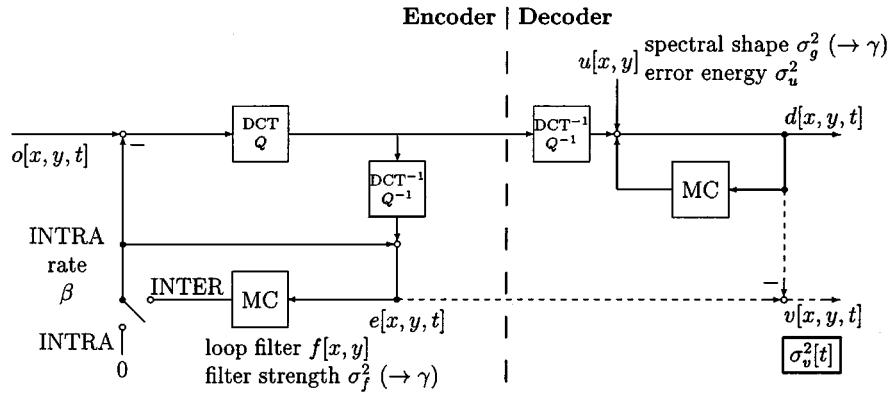 Encoder Decoder
spectral shape σ_g^2 (→ γ)
u[x, y] error energy σ_u^2
DCT
Q
DCT^{-1}
Q^{-1}
d[x, y, t]
o[x, y, t]
−
DCT^{-1}
Q^{-1}
MC
INTRA
rate
β
INTER
MC
−
e[x, y, t]
v[x, y, t]
INTRA
0
loop filter f[x, y]
filter strength σ_f^2 (→ γ)
σ_v^2[t]